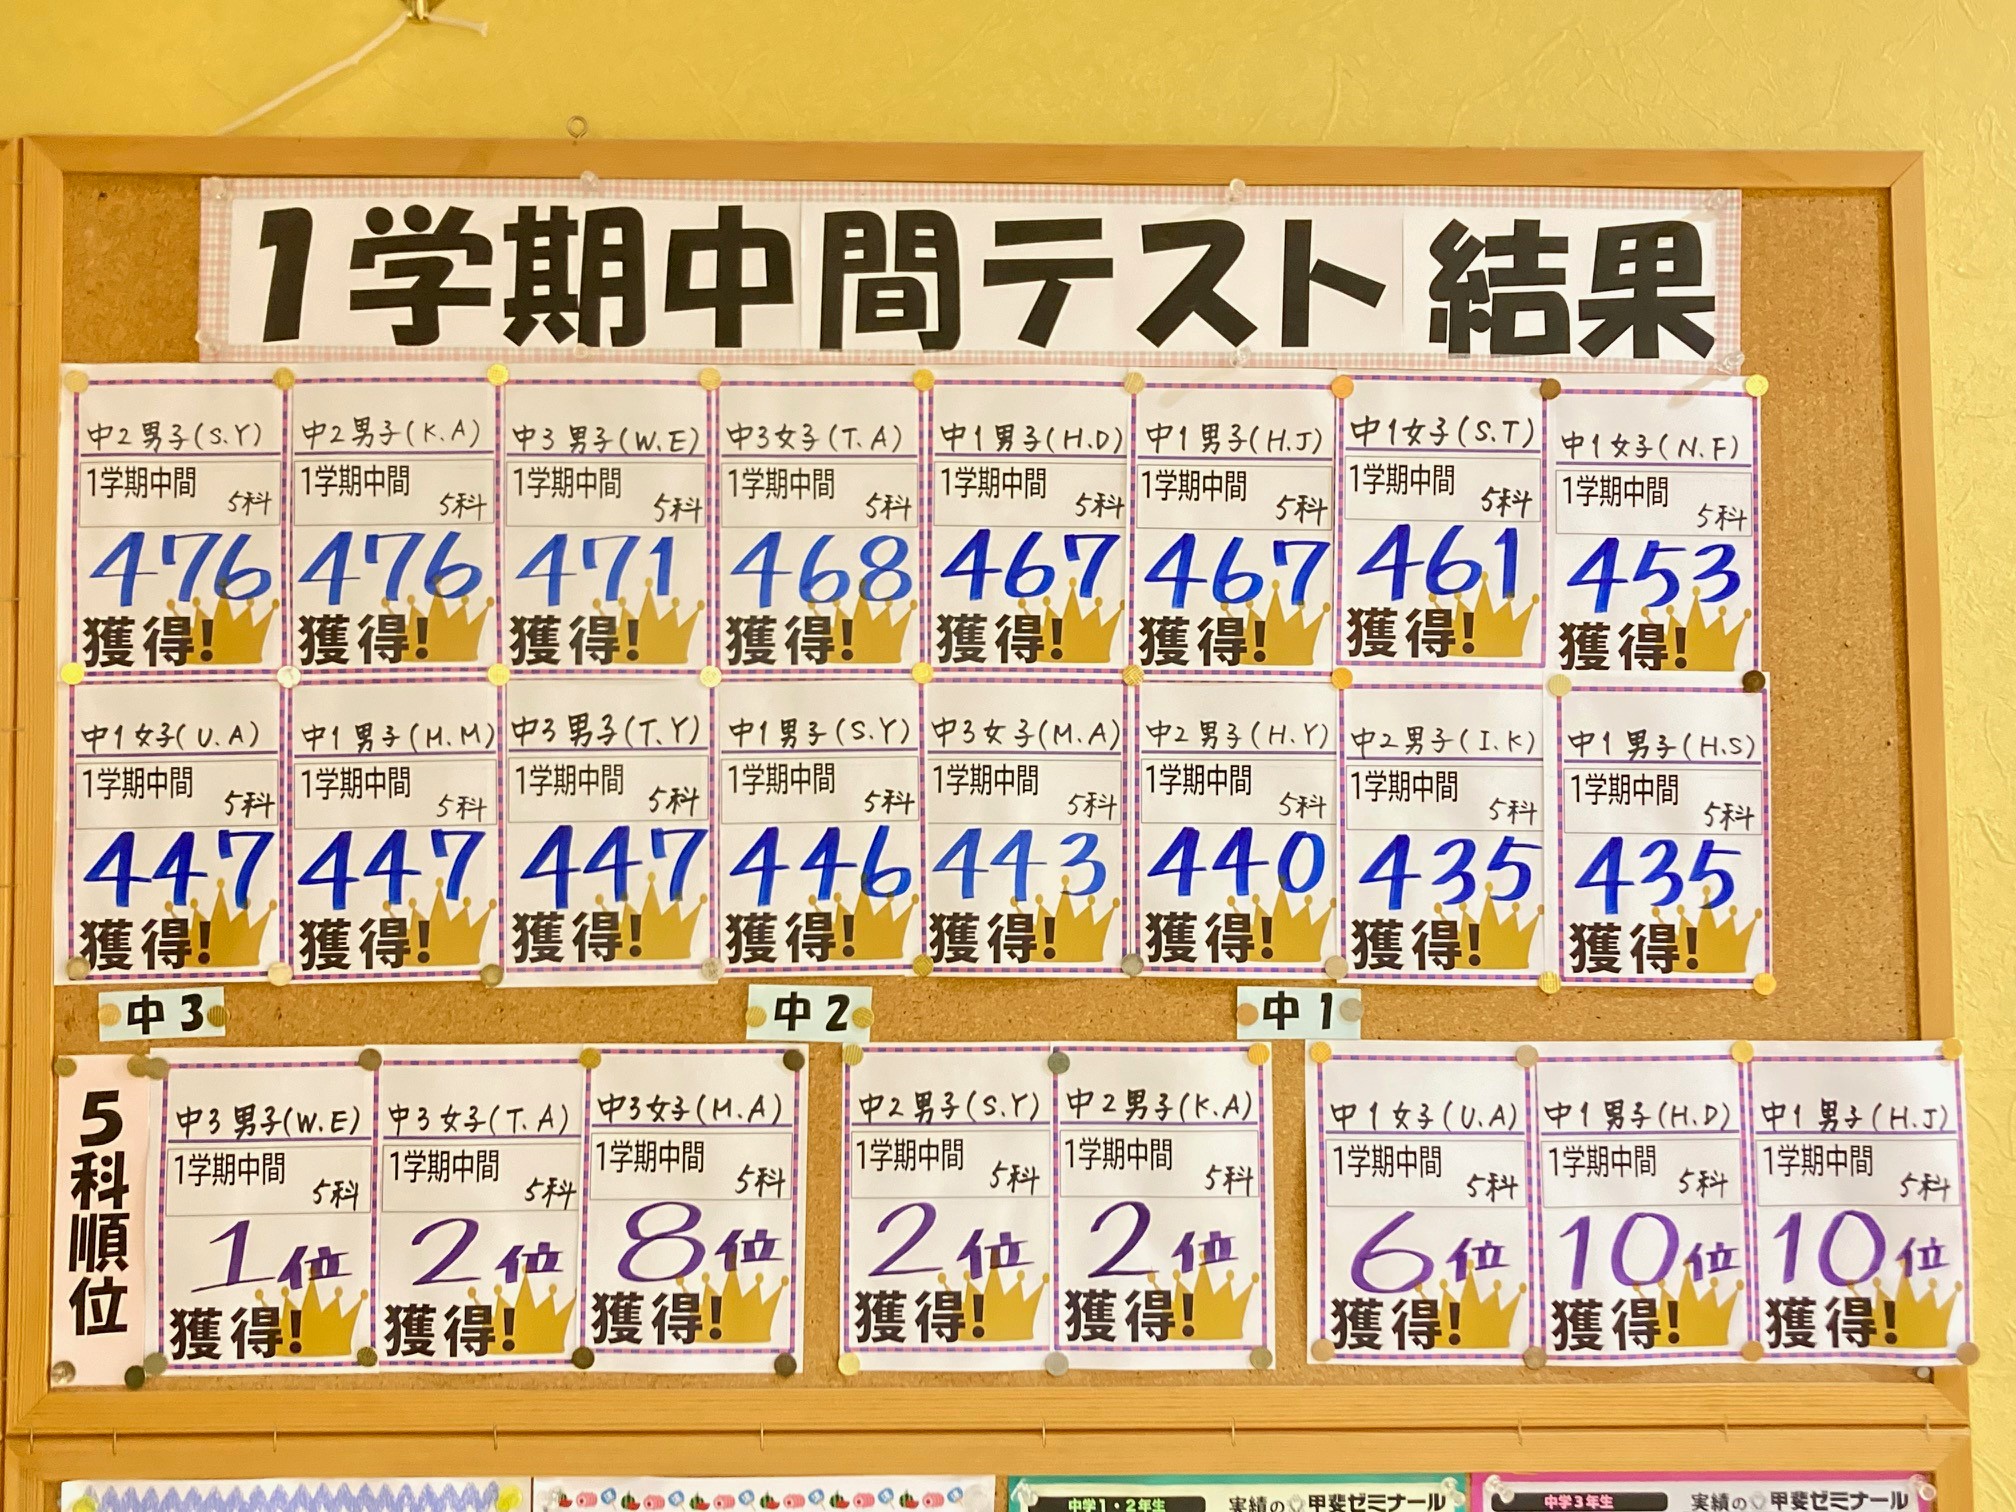 1学期中間テスト結果
中2男子(S.Y)
1学期中間
5科
476
獲得!
中2男子(K.A)
1学期中間
5科
476
獲得!
中3男子(W.E)
1学期中間
5科
471
獲得!
中3女子(T.A)
1学期中間
5科
468
獲得!
中1男子(H.D)
1学期中間
5科
467
獲得!
中1男子(H.J)
1学期中間
5科
467
獲得!
中1女子(S.T)
1学期中間
5科
461
獲得!
中1女子(N.F)
1学期中間
5科
453
獲得!
中1女子(U.A)
1学期中間
5科
447
獲得!
中1男子(M.M)
1学期中間
5科
447
獲得!
中3男子(T.Y)
1学期中間
5科
447
獲得!
中1男子(S.Y)
1学期中間
5科
446
獲得!
中3女子(M.A)
1学期中間
5科
443
獲得!
中2男子(H.Y)
1学期中間
5科
440
獲得!
中2男子(I.K)
1学期中間
5科
435
獲得!
中1男子(H.S)
1学期中間
5科
435
獲得!
5科順位
中3
中3男子(W.E)
1学期中間
5科
1位
獲得!
中3女子(T.A)
1学期中間
5科
2位
獲得!
中3女子(M.A)
1学期中間
5科
8位
獲得!
中2
中2男子(S.Y)
1学期中間
5科
2位
獲得!
中2男子(K.A)
1学期中間
5科
2位
獲得!
中1
中1女子(U.A)
1学期中間
5科
6位
獲得!
中1男子(H.D)
1学期中間
5科
10位
獲得!
中1男子(H.J)
1学期中間
5科
10位
獲得!
中学1・2年生
実績の甲斐ゼミナール
中学3年生
実績の甲斐ゼミナール